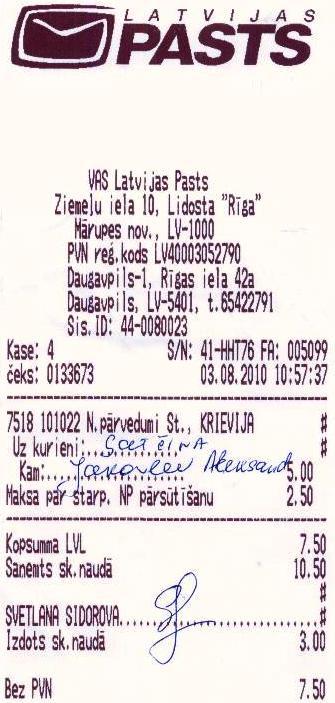 LATVIJAS
PASTS
VAS Latvijas Pasts
Ziemeļu iela 10, Lidosta "Rīga"
Mārupes nov., LV-1000
PVN reģ.kods LV40003052790
Daugavpils-1, Rīgas iela 42a
Daugavpils, LV-5401, t.65422791
Sis.ID: 44-0080023
Kase: 4 S/N: 41-HHT76 FA: 005099
čeks: 0133673 03.08.2010 10:57:37
7518 101022 N.pārvedumi St., KRIEVIJA #
Uz kurieni:
Kam: Aleksand 5.00
Maksa par starp. NP pārsūtīšanu 2.50
#
Kopsumma LVL 7.50
Saņemts sk.naudā 10.50
#
SVETLANA SIDOROVA #
Izdots sk.naudā 3.00
Bez PVN 7.50